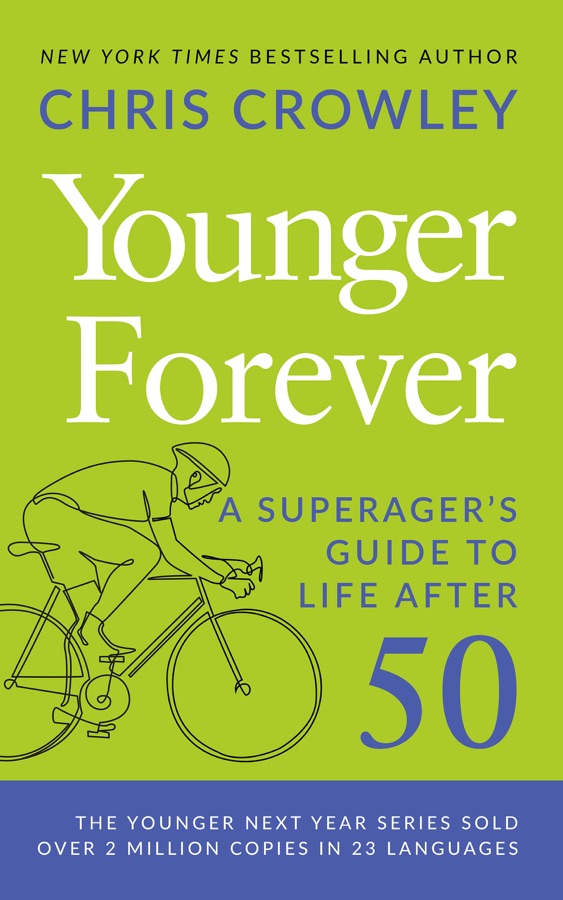 NEW YORK TIMES BESTSELLING AUTHOR
CHRIS CROWLEY
Younger
Forever
A SUPERAGER’S
GUIDE TO
LIFE AFTER
50
THE YOUNGER NEXT YEAR SERIES SOLD
OVER 2 MILLION COPIES IN 23 LANGUAGES